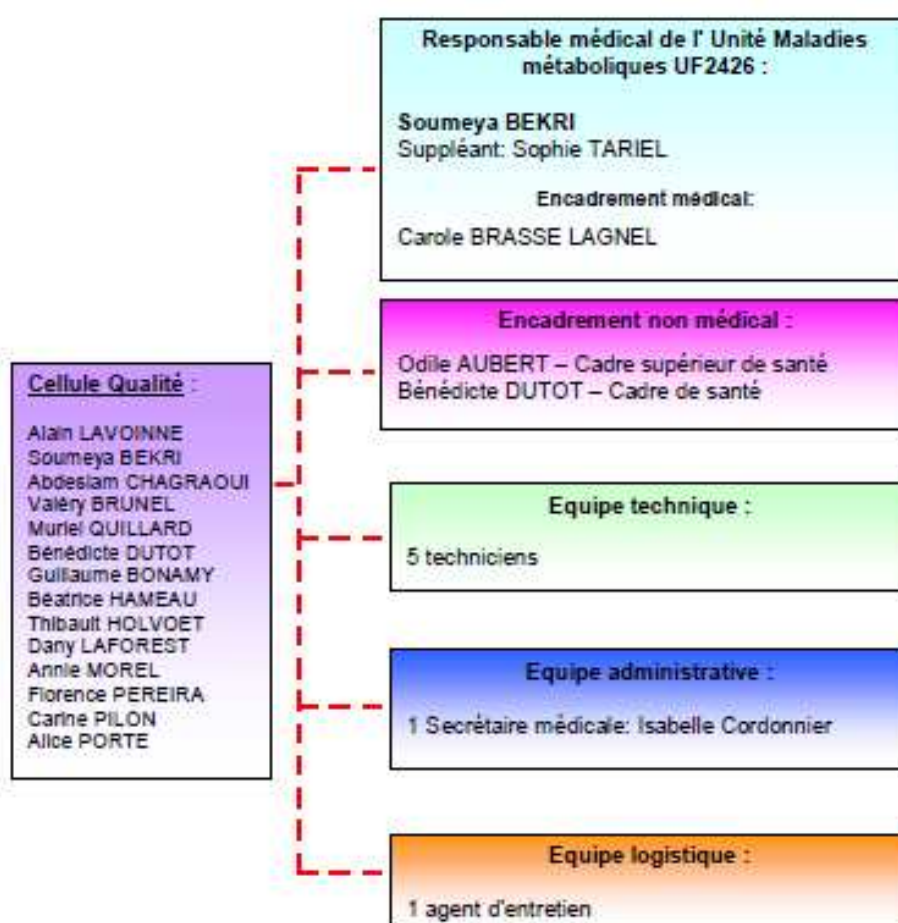 Responsable médical de l' Unité Maladies
métaboliques UF2426 :
Soumeya BEKRI
Suppléant: Sophie TARIEL
Encadrement médical:
Carole BRASSE LAGNEL
Encadrement non médical :
Odile AUBERT – Cadre supérieur de santé
Bénédicte DUTOT – Cadre de santé
Cellule Qualité :
Alain LAVOINNE
Soumeya BEKRI
Abdeslam CHAGRAOUI
Valéry BRUNEL
Muriel QUILLARD
Bénédicte DUTOT
Guillaume BONAMY
Béatrice HAMEAU
Thibault HOLVOET
Dany LAFOREST
Annie MOREL
Florence PEREIRA
Carine PILON
Alice PORTE
Equipe technique :
5 techniciens
Equipe administrative :
1 Secrétaire médicale: Isabelle Cordonnier
Equipe logistique :
1 agent d'entretien